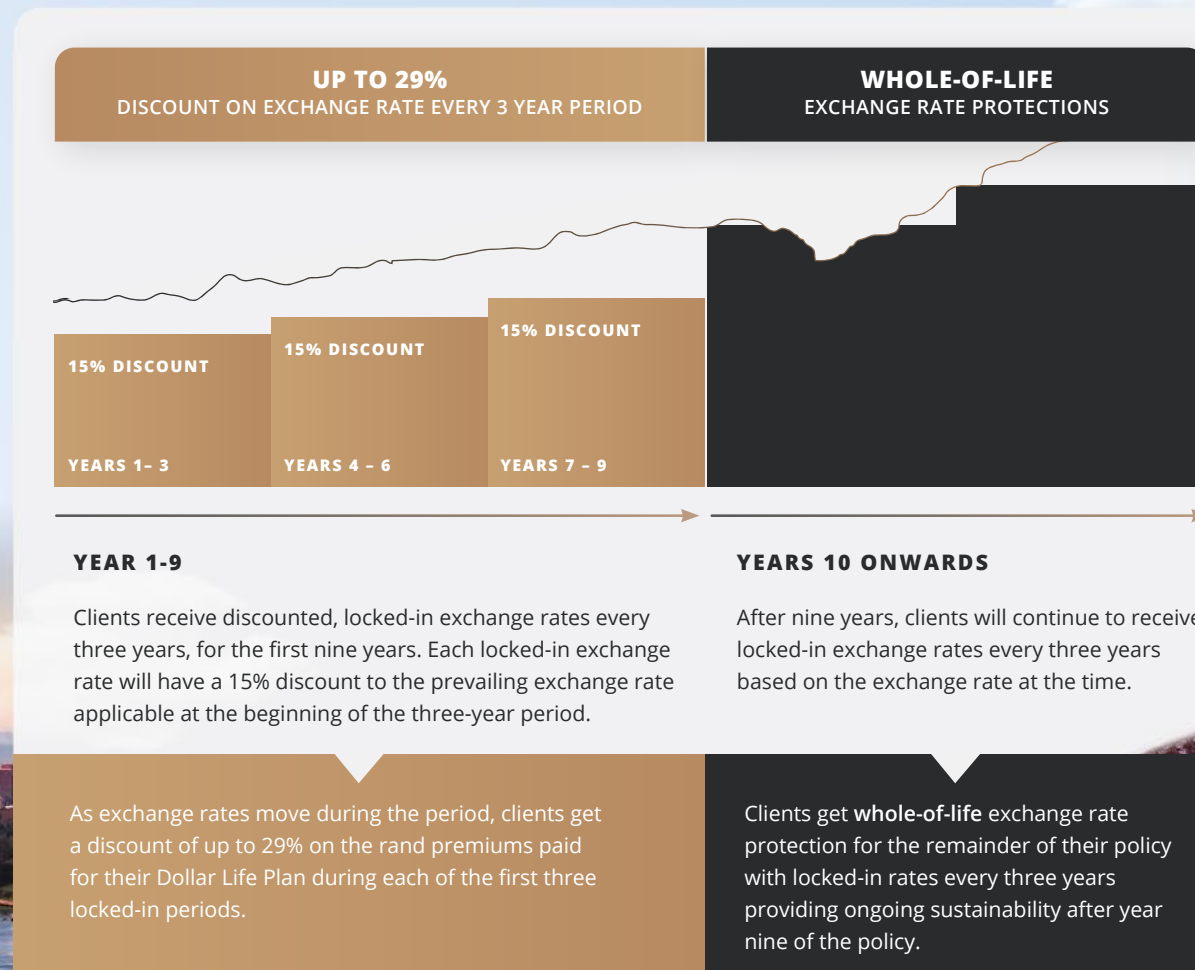 UP TO 29%
DISCOUNT ON EXCHANGE RATE EVERY 3 YEAR PERIOD
WHOLE-OF-LIFE
EXCHANGE RATE PROTECTIONS
15% DISCOUNT
15% DISCOUNT
15% DISCOUNT
YEARS 1– 3
YEARS 4 – 6
YEARS 7 – 9
YEAR 1-9
Clients receive discounted, locked-in exchange rates every
three years, for the first nine years. Each locked-in exchange
rate will have a 15% discount to the prevailing exchange rate
applicable at the beginning of the three-year period.
YEARS 10 ONWARDS
After nine years, clients will continue to receive
locked-in exchange rates every three years
based on the exchange rate at the time.
As exchange rates move during the period, clients get
a discount of up to 29% on the rand premiums paid
for their Dollar Life Plan during each of the first three
locked-in periods.
Clients get whole-of-life exchange rate
protection for the remainder of their policy
with locked-in rates every three years
providing ongoing sustainability after year
nine of the policy.